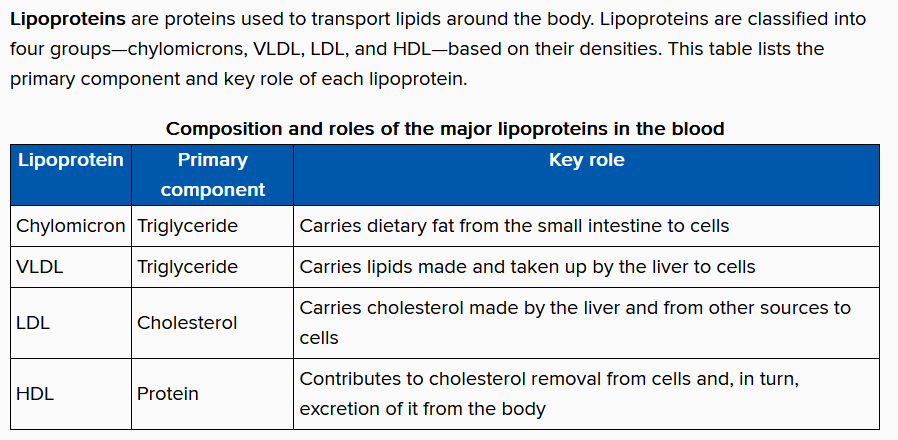 Lipoproteins are proteins used to transport lipids around the body. Lipoproteins are classified into
four groups—chylomicrons, VLDL, LDL, and HDL—based on their densities. This table lists the
primary component and key role of each lipoprotein.
Composition and roles of the major lipoproteins in the blood
Lipoprotein Primary component Key role
Chylomicron Triglyceride Carries dietary fat from the small intestine to cells
VLDL Triglyceride Carries lipids made and taken up by the liver to cells
LDL Cholesterol Carries cholesterol made by the liver and from other sources to
cells
HDL Protein Contributes to cholesterol removal from cells and, in turn,
excretion of it from the body